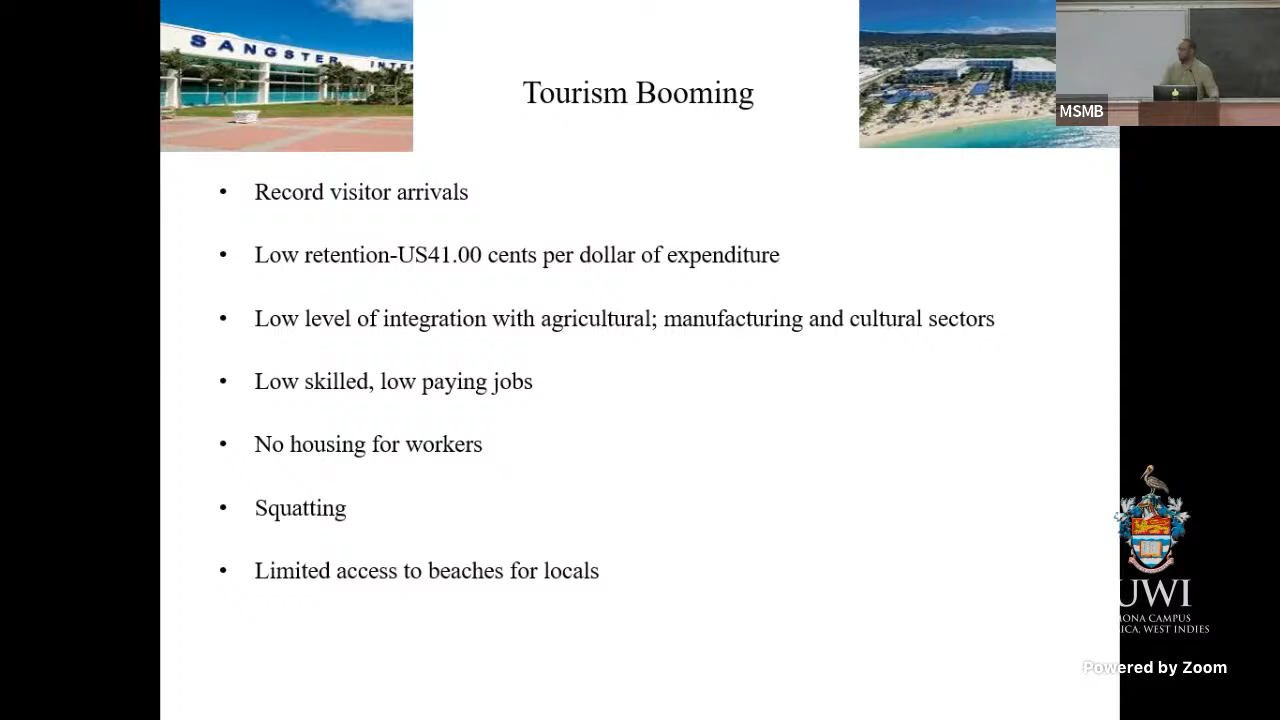 SANGSTER INTER
Tourism Booming
MSMB
• Record visitor arrivals
• Low retention-US41.00 cents per dollar of expenditure
• Low level of integration with agricultural; manufacturing and cultural sectors
• Low skilled, low paying jobs
• No housing for workers
• Squatting
• Limited access to beaches for locals
UWI
MONA CAMPUS
ICA, WEST INDIES
Powered by Zoom